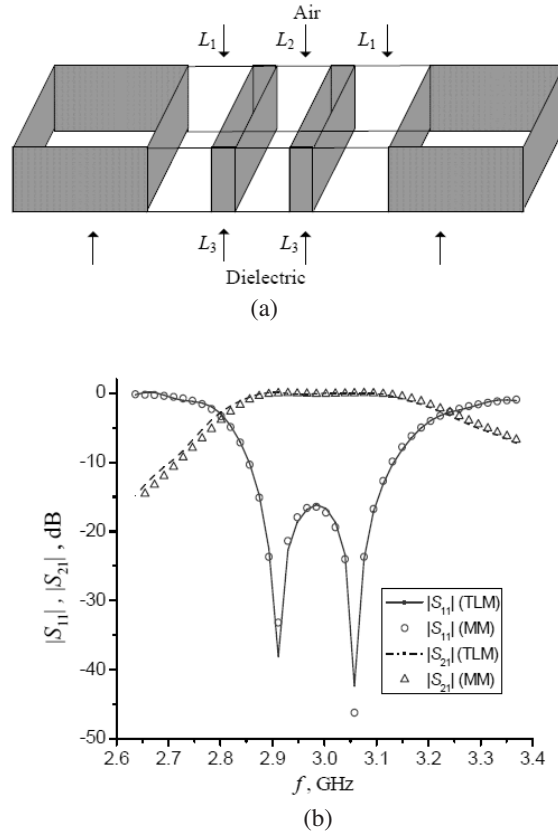 Air
L₁ L₂ L₁
L₃ L₃
Dielectric
(a)
|S₁₁|, |S₂₁|, dB
0
-10
-20
-30
-40
-50
|S₁₁| (TLM)
|S₁₁| (MM)
|S₂₁| (TLM)
|S₂₁| (MM)
2.6 2.7 2.8 2.9 3.0 3.1 3.2 3.3 3.4
f, GHz
(b)